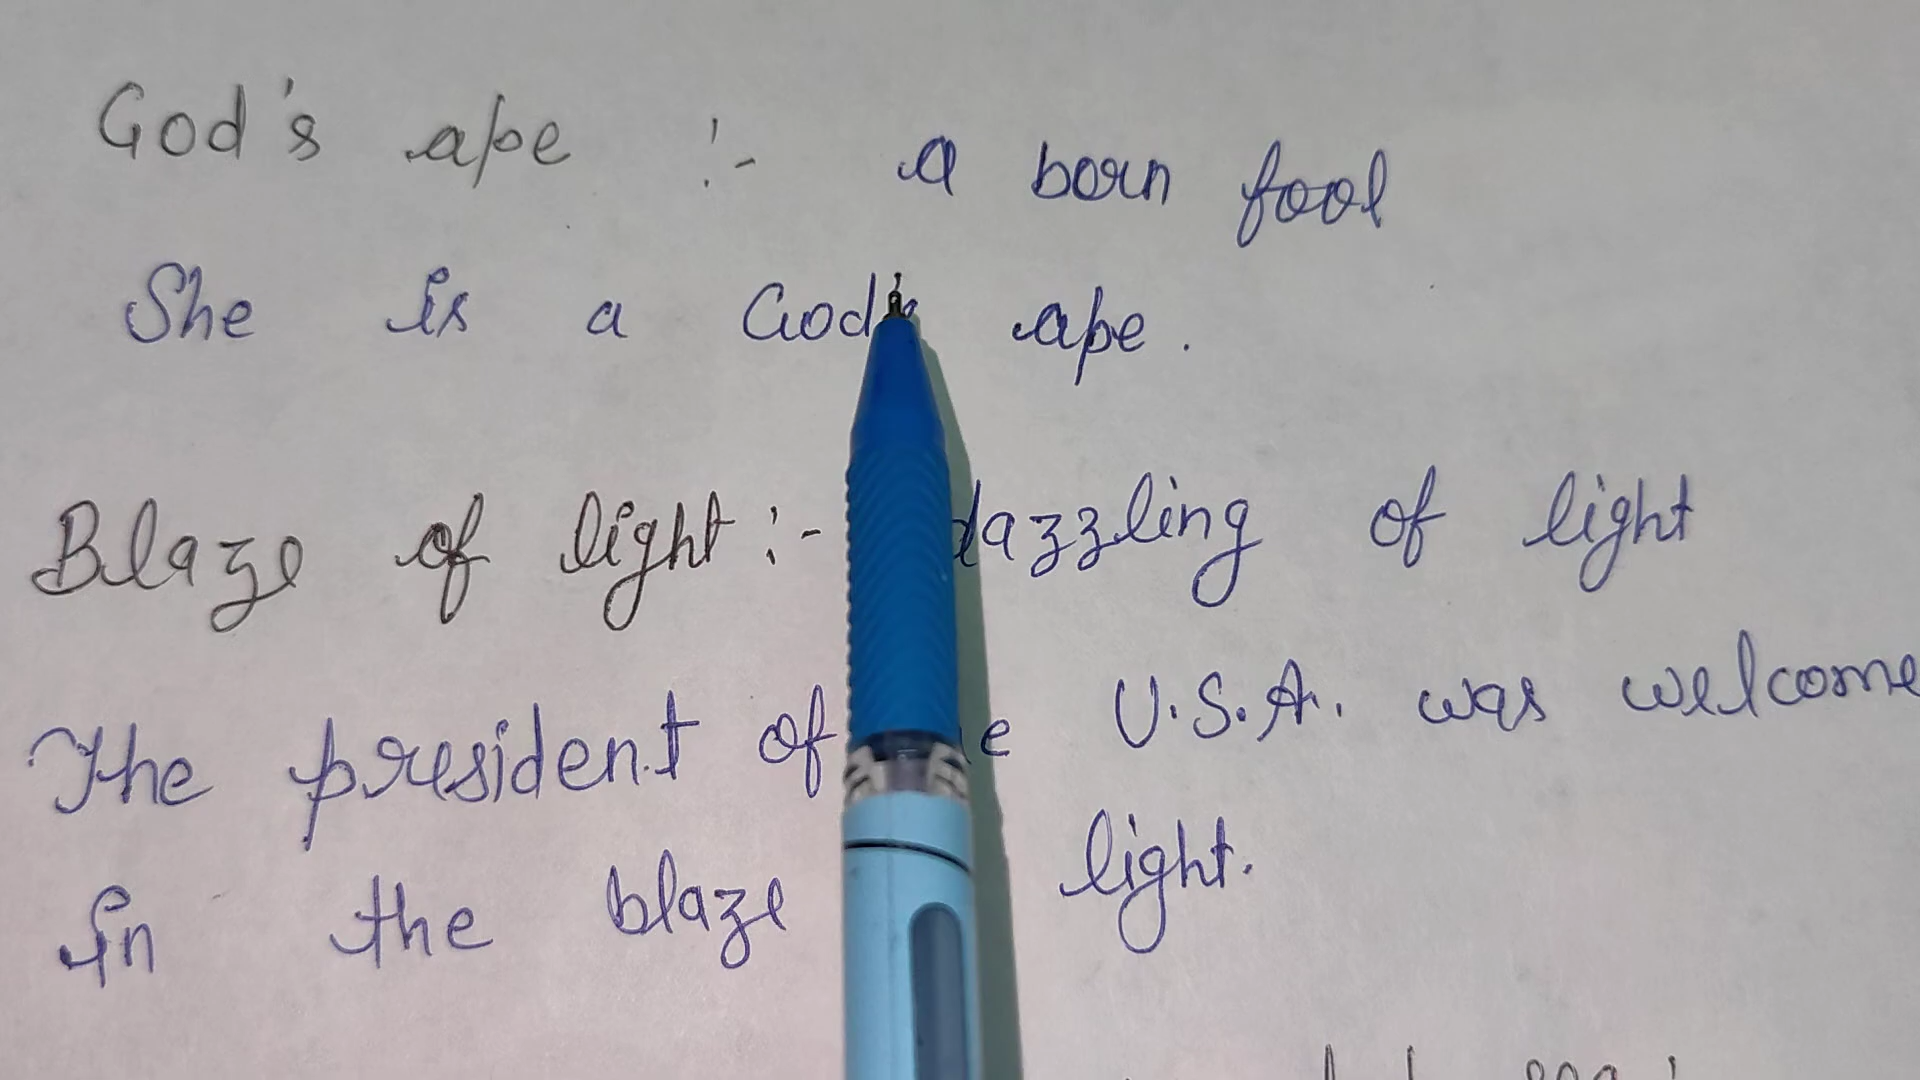 God's ape :- a born fool
She is a God's ape.
Blaze of light :- dazzling of light
The president of U.S.A. was welcome
in the blaze light.